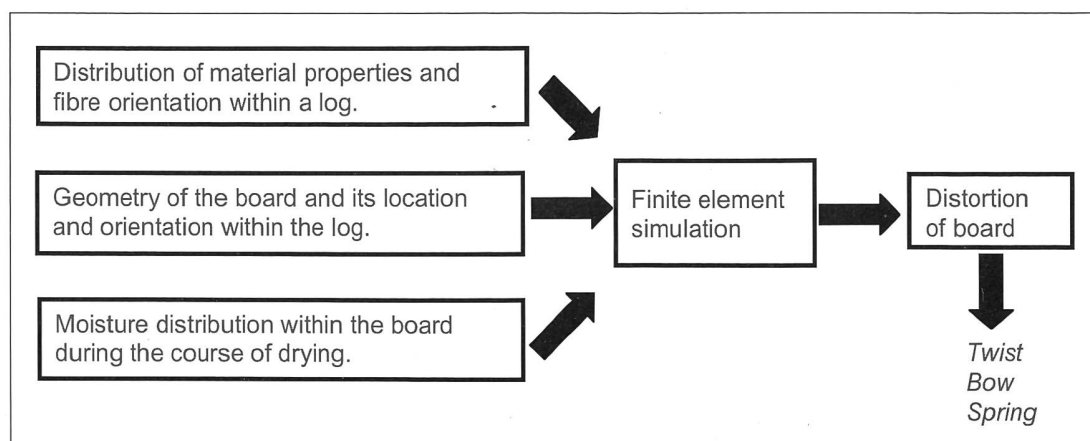 Distribution of material properties and
fibre orientation within a log.
Geometry of the board and its location
and orientation within the log.
Moisture distribution within the board
during the course of drying.
Finite element
simulation
Distortion
of board
Twist
Bow
Spring